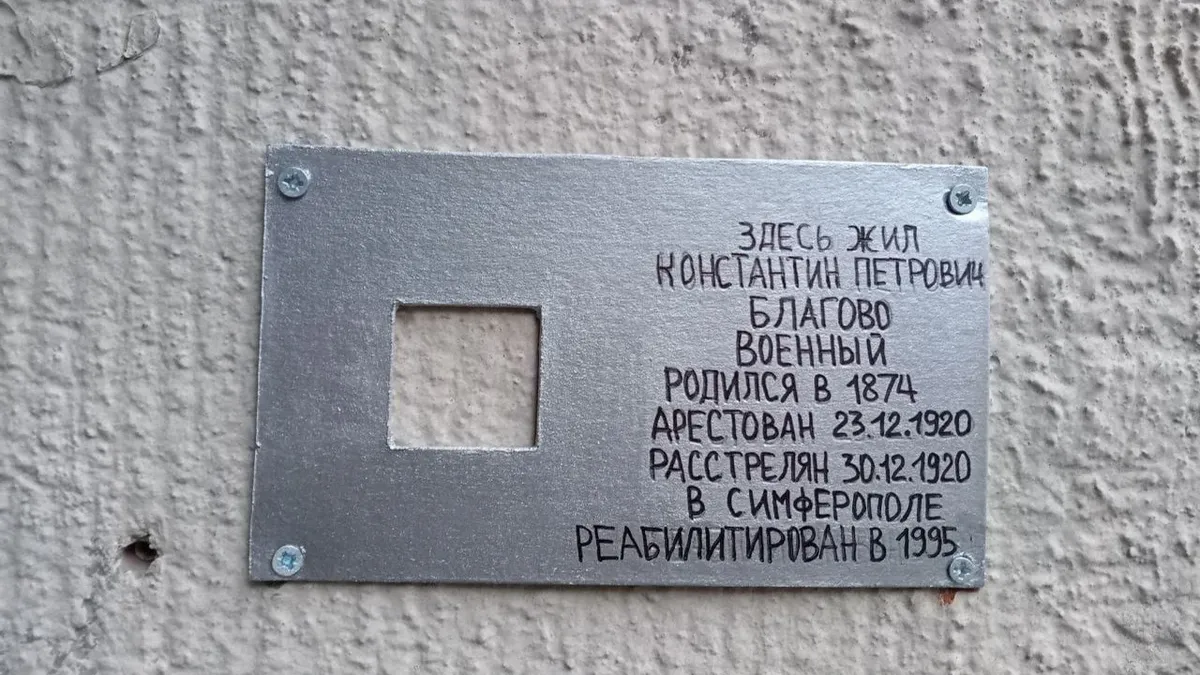 ЗДЕСЬ ЖИЛ
КОНСТАНТИН ПЕТРОВИЧ
БЛАГОВО
ВОЕННЫЙ
РОДИЛСЯ В 1874
АРЕСТОВАН 23.12.1920
РАССТРЕЛЯН 30.12.1920
В СИМФЕРОПОЛЕ
РЕАБИЛИТИРОВАН В 1995